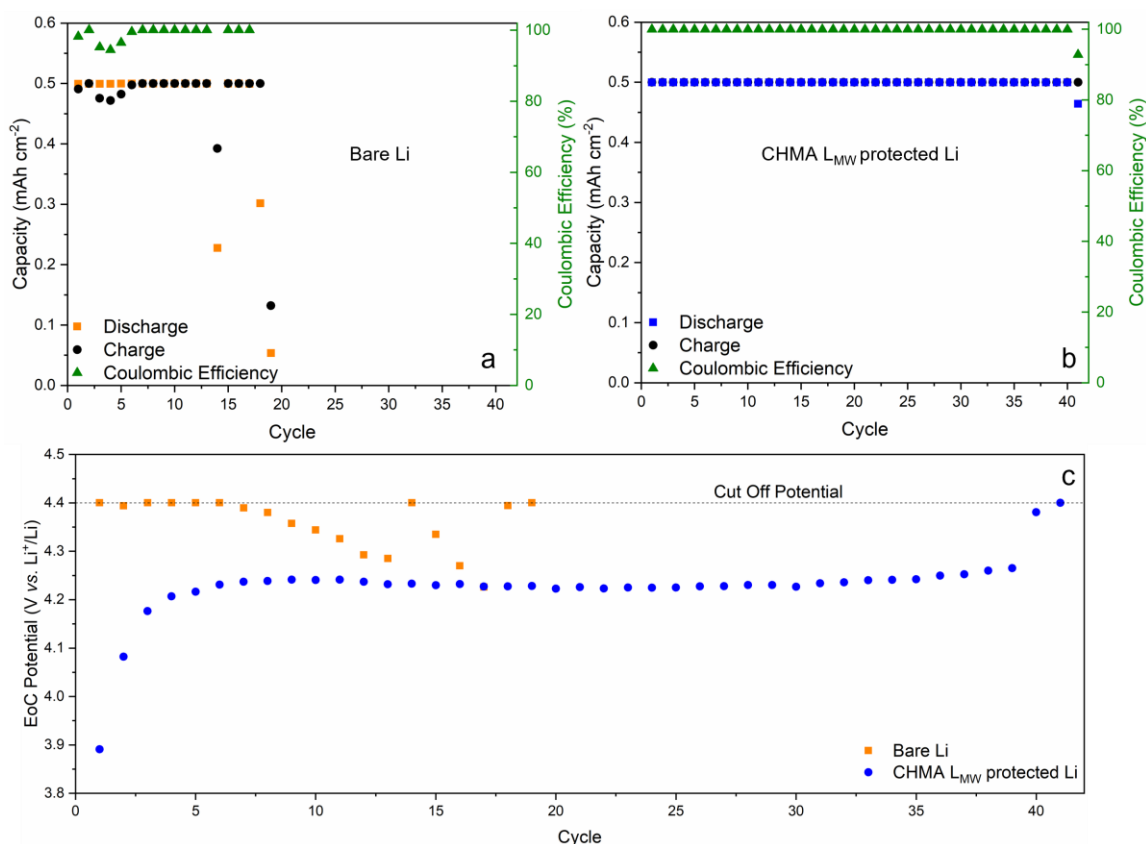 0.6
0.5
0.4
0.3
0.2
0.1
0.0
Capacity (mAh cm⁻²)
100
80
60
40
20
0
Coulombic Efficiency (%)
Bare Li
Discharge
Charge
Coulombic Efficiency
a
0 5 10 15 20 25 30 35 40
Cycle
0.6
0.5
0.4
0.3
0.2
0.1
0.0
Capacity (mAh cm⁻²)
100
80
60
40
20
0
Coulombic Efficiency (%)
CHMA L_MW protected Li
Discharge
Charge
Coulombic Efficiency
b
0 5 10 15 20 25 30 35 40
Cycle
4.5
4.4
4.3
4.2
4.1
4.0
3.9
3.8
EoC Potential (V vs. Li⁺/Li)
c
Cut Off Potential
Bare Li
CHMA L_MW protected Li
0 5 10 15 20 25 30 35 40
Cycle